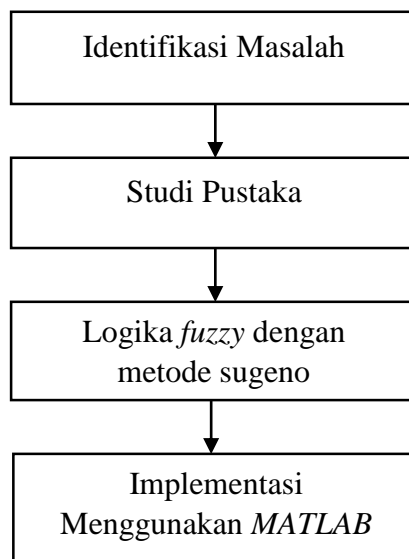 Identifikasi Masalah
Studi Pustaka
Logika fuzzy dengan
metode sugeno
Implementasi
Menggunakan MATLAB